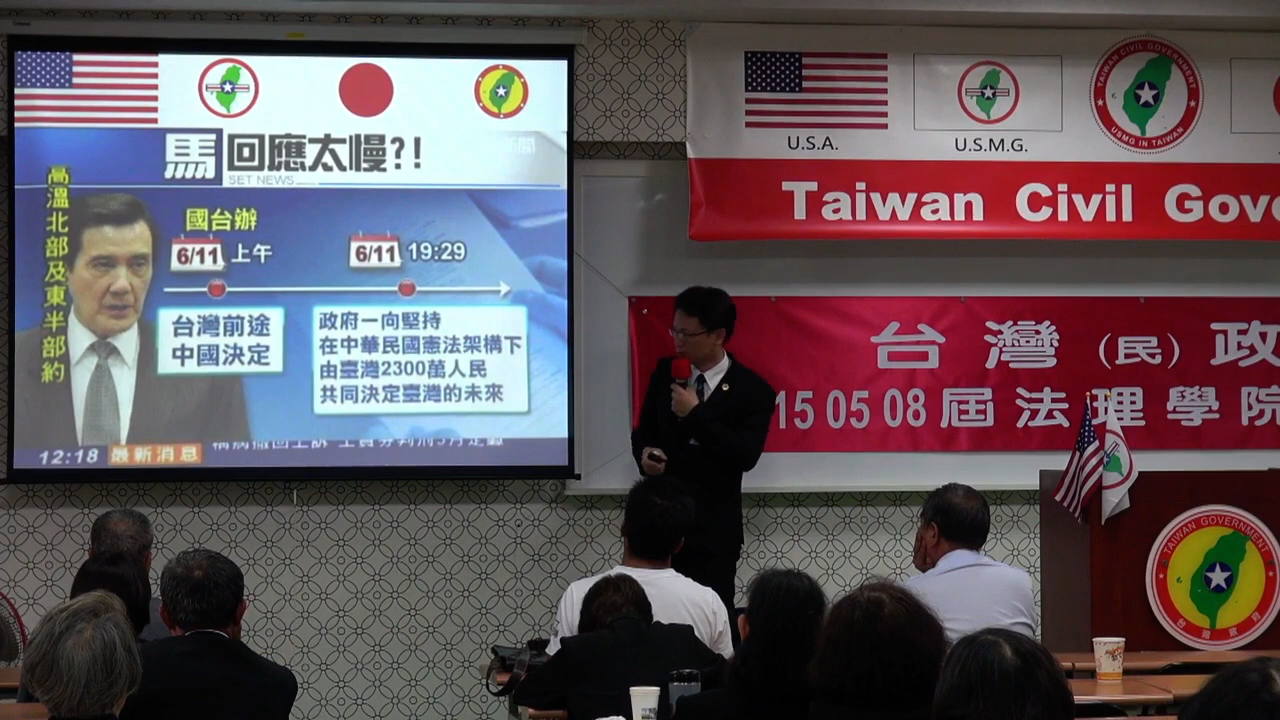 馬回應太慢?!
SET NEWS
高溫北部及東半部約
國台辦
6/11 上午
6/11 19:29
台灣前途
中國決定
政府一向堅持
在中華民國憲法架構下
由臺灣2300萬人民
共同決定臺灣的未來
12:18 最新消息
U.S.A.
U.S.M.G.
TAIWAN CIVIL GOVERNMENT
USMG IN TAIWAN
Taiwan Civil Gove
台灣(民)政
15 05 08 屆法理學院
TAIWAN GOVERNMENT
台灣政府